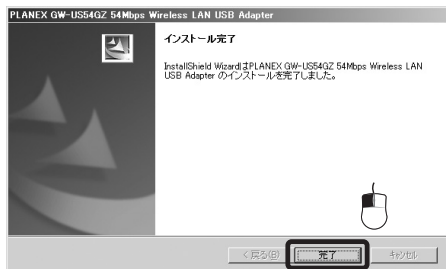 PLANEX GW-US54GZ 54Mbps Wireless LAN USB Adapter
インストール完了
InstallShield WizardはPLANEX GW-US54GZ 54Mbps Wireless LAN
USB Adapter のインストールを完了しました。
< 戻る(B)
完了
キャンセル